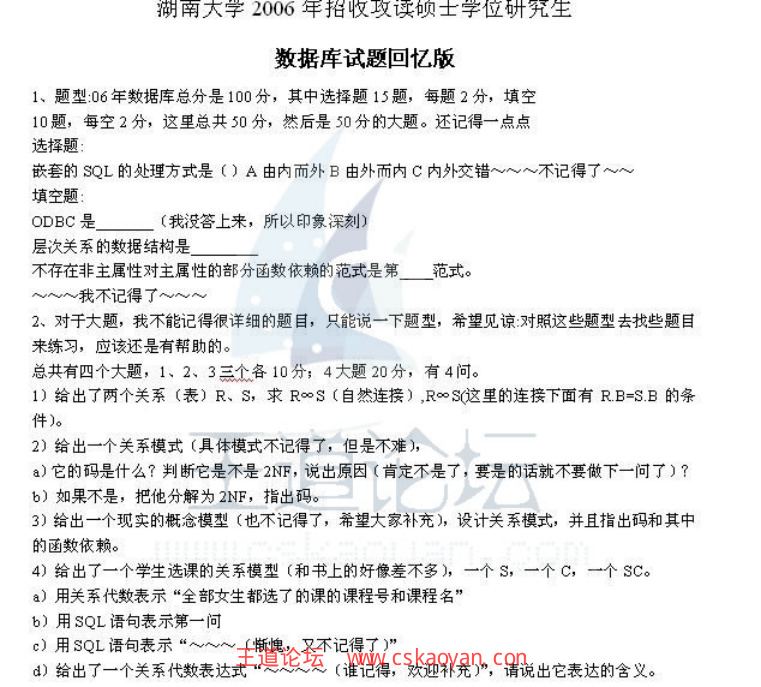 湖南大学 2006 年招收攻读硕士学位研究生
数据库试题回忆版
1、题型:06 年数据库总分是 100 分，其中选择题 15 题，每题 2 分，填空
10 题，每空 2 分，这里总共 50 分，然后是 50 分的大题。还记得一点点
选择题:
嵌套的 SQL 的处理方式是（）A 由内而外 B 由外而内 C 内外交错～～～不记得了～～
填空题:
ODBC 是_______（我没答上来，所以印象深刻）
层次关系的数据结构是________
不存在非主属性对主属性的部分函数依赖的范式是第____范式。
～～～我不记得了～～～
2、对于大题，我不能记得很详细的题目，只能说一下题型，希望见谅:对照这些题型去找些题目
来练习，应该还是有帮助的。
总共有四个大题，1、2、3 三个各 10 分；4 大题 20 分，有 4 问。
1）给出了两个关系（表）R、S，求 R∞S（自然连接）,R∞S(这里的连接下面有 R.B=S.B 的条
件)。
2）给出一个关系模式（具体模式不记得了，但是不难），
a）它的码是什么？判断它是不是 2NF，说出原因（肯定不是了，要是的话就不要做下一问了）？
b）如果不是，把他分解为 2NF，指出码。
3）给出一个现实的概念模型（也不记得了，希望大家补充），设计关系模式，并且指出码和其中
的函数依赖。
4）给出了一个学生选课的关系模型（和书上的好像差不多），一个 S，一个 C，一个 SC。
a）用关系代数表示“全部女生都选了的课的课程号和课程名”
b）用 SQL 语句表示第一问
c）用 SQL 语句表示“～～～（惭愧，又不记得了）”
d）给出了一个关系代数表达式“～～～～（谁记得，欢迎补充）”，请说出它表达的含义。
王道论坛 www.cskaoyan.com
王道论坛
www.cskaoyan.com